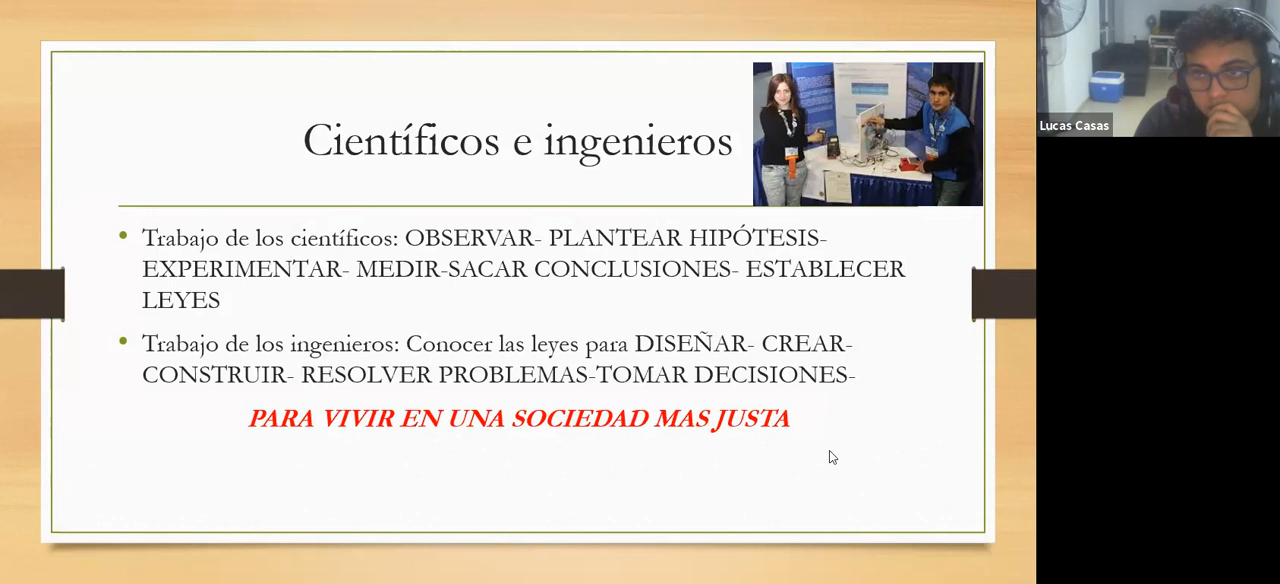 Científicos e ingenieros
• Trabajo de los científicos: OBSERVAR- PLANTEAR HIPÓTESIS-
EXPERIMENTAR- MEDIR-SACAR CONCLUSIONES- ESTABLECER
LEYES
• Trabajo de los ingenieros: Conocer las leyes para DISEÑAR- CREAR-
CONSTRUIR- RESOLVER PROBLEMAS-TOMAR DECISIONES-
PARA VIVIR EN UNA SOCIEDAD MAS JUSTA
Lucas Casas